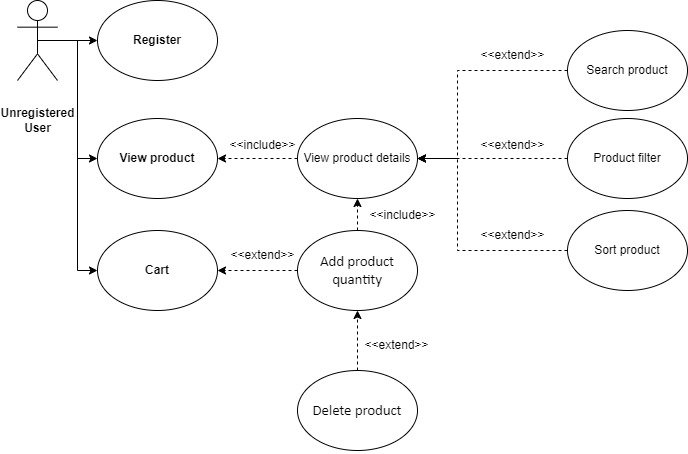 Register
<<extend>>
Search product
Unregistered
User
<<include>>
<<extend>>
View product
View product details
Product filter
<<include>>
<<extend>>
<<extend>>
Sort product
Cart
Add product
quantity
<<extend>>
Delete product